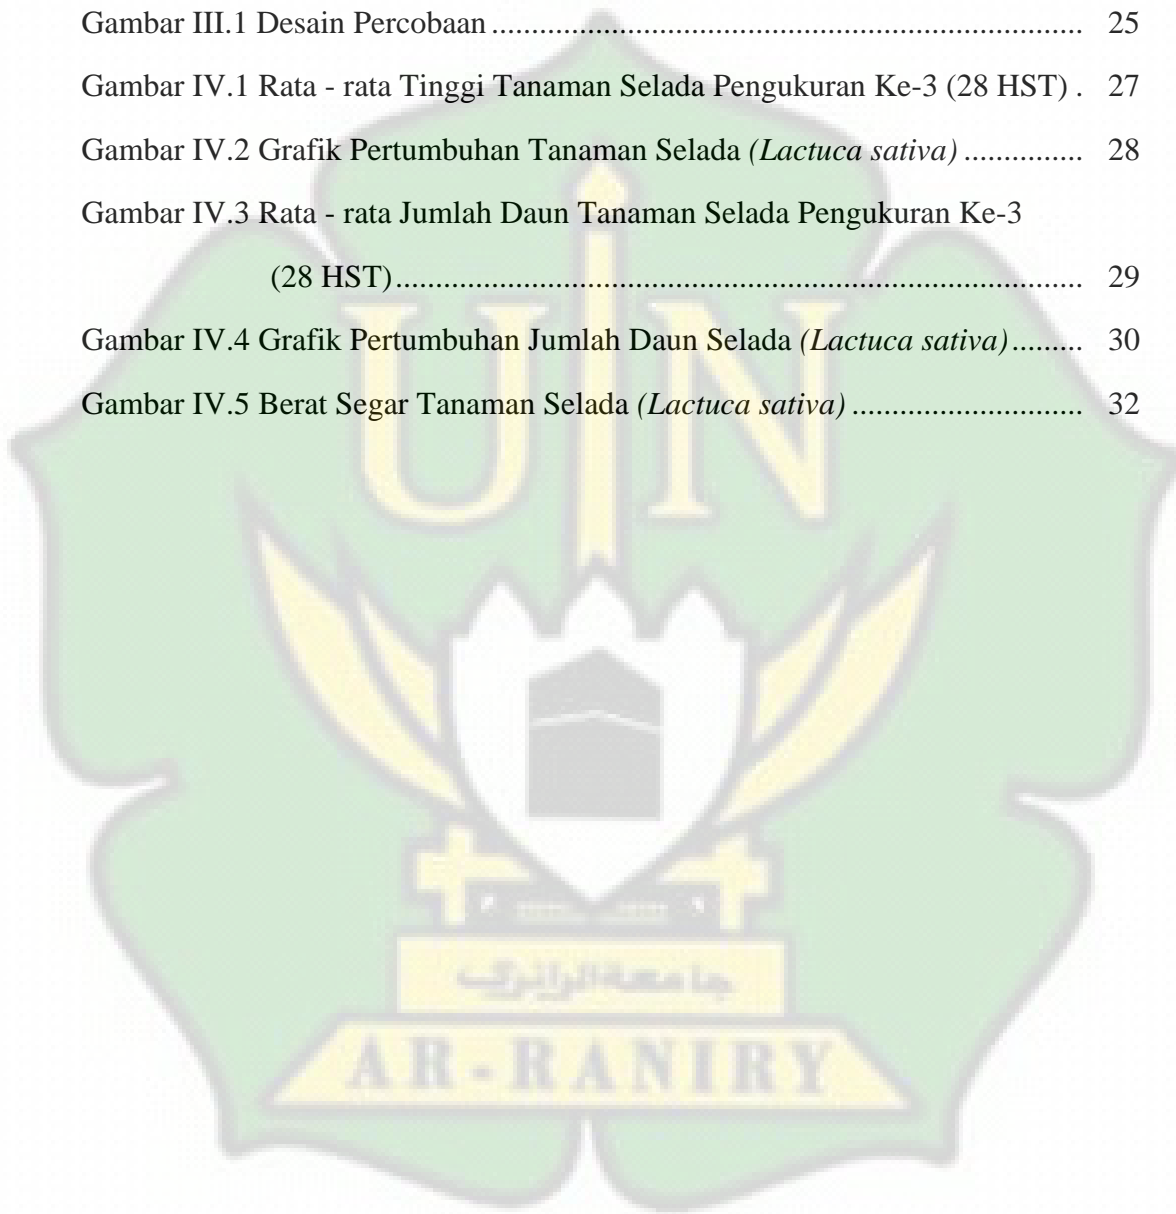 Gambar III.1 Desain Percobaan ........................................................................ 25
Gambar IV.1 Rata - rata Tinggi Tanaman Selada Pengukuran Ke-3 (28 HST) . 27
Gambar IV.2 Grafik Pertumbuhan Tanaman Selada (Lactuca sativa) .............. 28
Gambar IV.3 Rata - rata Jumlah Daun Tanaman Selada Pengukuran Ke-3
(28 HST) ................................................................................... 29
Gambar IV.4 Grafik Pertumbuhan Jumlah Daun Selada (Lactuca sativa) ......... 30
Gambar IV.5 Berat Segar Tanaman Selada (Lactuca sativa) ............................ 32
UIN
جامعة الرانري
AR-RANIRY